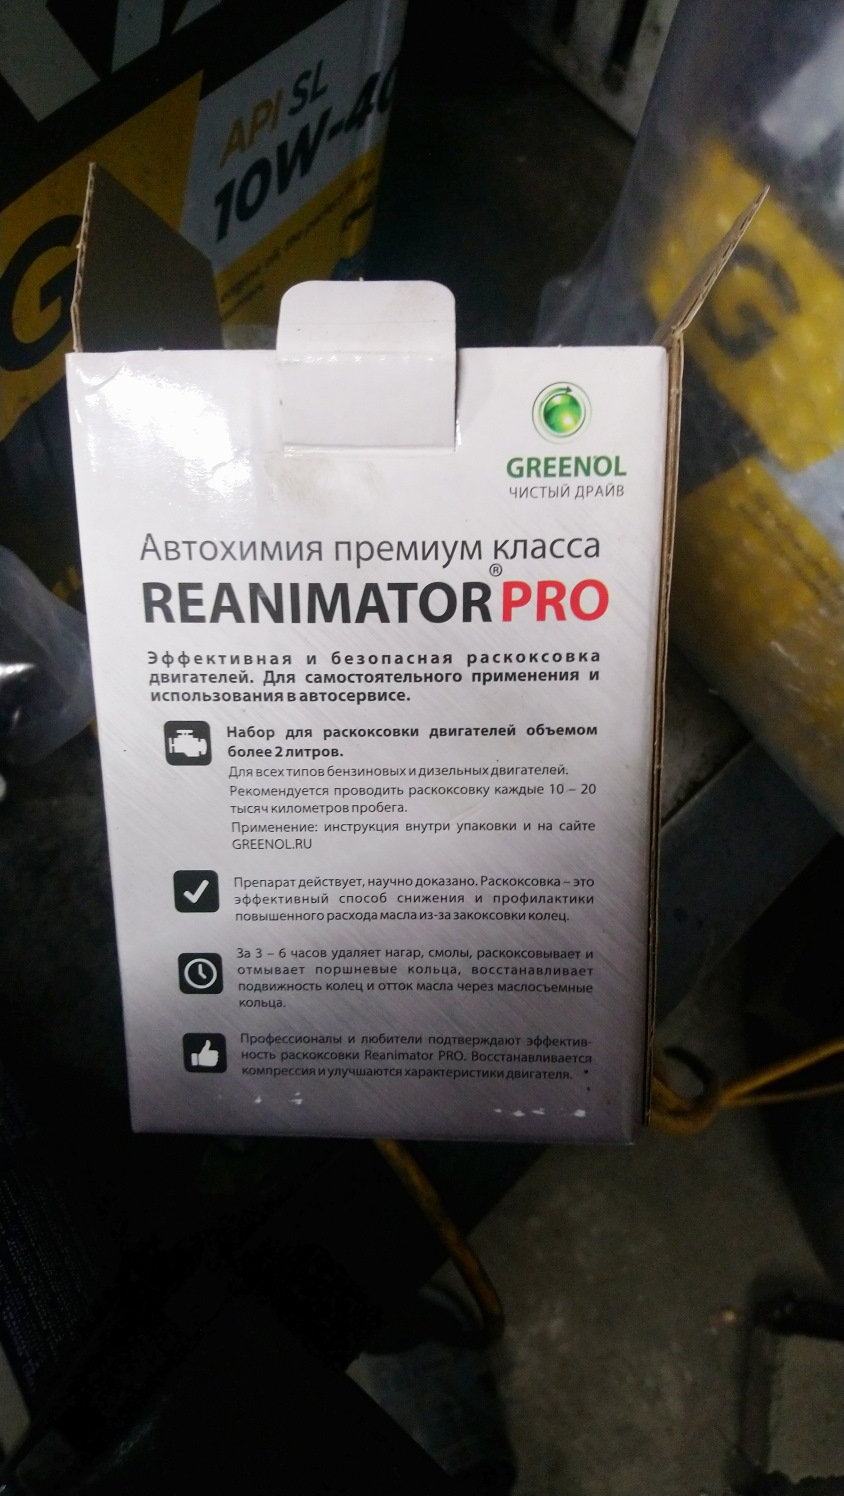 API SL
10W-40
G
G
GREENOL
ЧИСТЫЙ ДРАЙВ
Автохимия премиум класса
REANIMATOR® PRO
Эффективная и безопасная раскоксовка
двигателей. Для самостоятельного применения и
использования в автосервисе.
Набор для раскоксовки двигателей объемом
более 2 литров.
Для всех типов бензиновых и дизельных двигателей.
Рекомендуется проводить раскоксовку каждые 10 – 20
тысяч километров пробега.
Применение: инструкция внутри упаковки и на сайте
GREENOL.RU
Препарат действует, научно доказано. Раскоксовка – это
эффективный способ снижения и профилактики
повышенного расхода масла из-за закоксовки колец.
За 3 – 6 часов удаляет нагар, смолы, раскоксовывает и
отмывает поршневые кольца, восстанавливает
подвижность колец и отток масла через маслосъемные
кольца.
Профессионалы и любители подтверждают эффектив-
ность раскоксовки Reanimator PRO. Восстанавливается
компрессия и улучшаются характеристики двигателя.